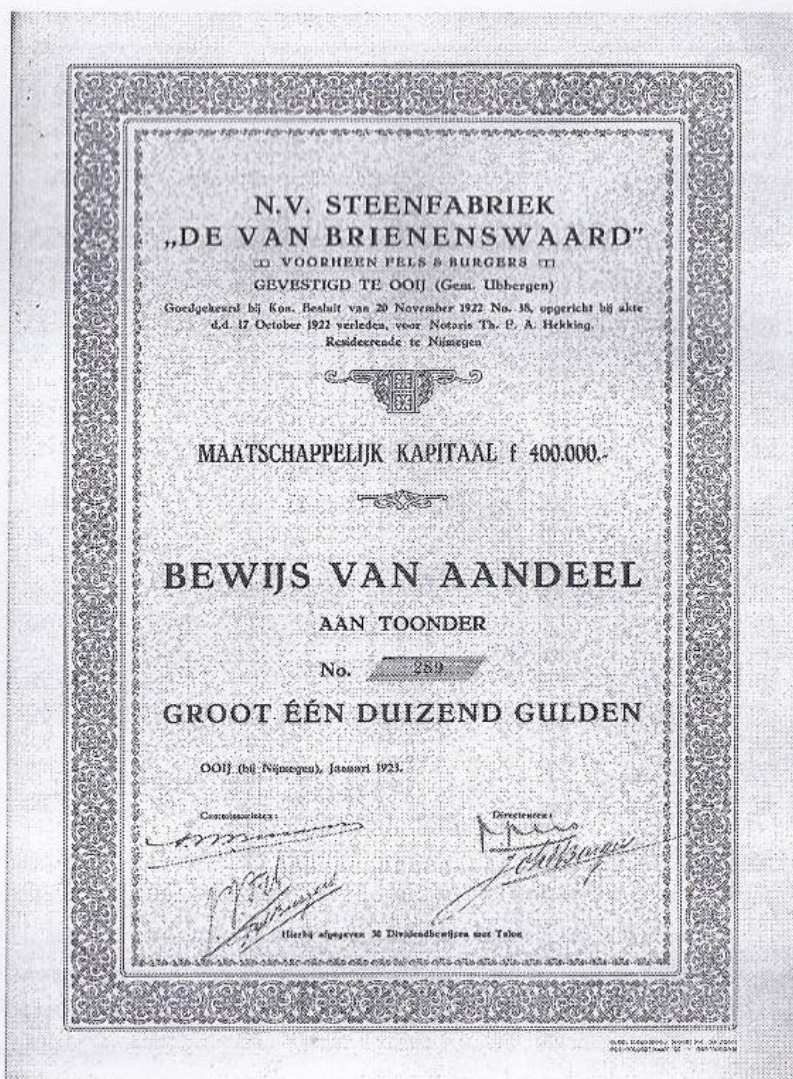 N.V. STEENFABRIEK
„DE VAN BRIENENSWAARD”
VOORHEEN FELS & BURGERS
GEVESTIGD TE OOIJ (Gem. Ubbergen)
Goedgekeurd bij Kon. Besluit van 20 November 1922 No. 38, opgericht bij akte
d.d. 17 October 1922 verleden, voor Notaris Th. P. A. Hekking.
Resideerende te Nijmegen
MAATSCHAPPELIJK KAPITAAL f 400.000.-
BEWIJS VAN AANDEEL
AAN TOONDER
No. 289
GROOT ÉÉN DUIZEND GULDEN
OOIJ (bij Nijmegen), Januari 1923.
Commissarissen: Directeuren:
Hierbij afgegeven 30 Dividendbewijzen met Talon